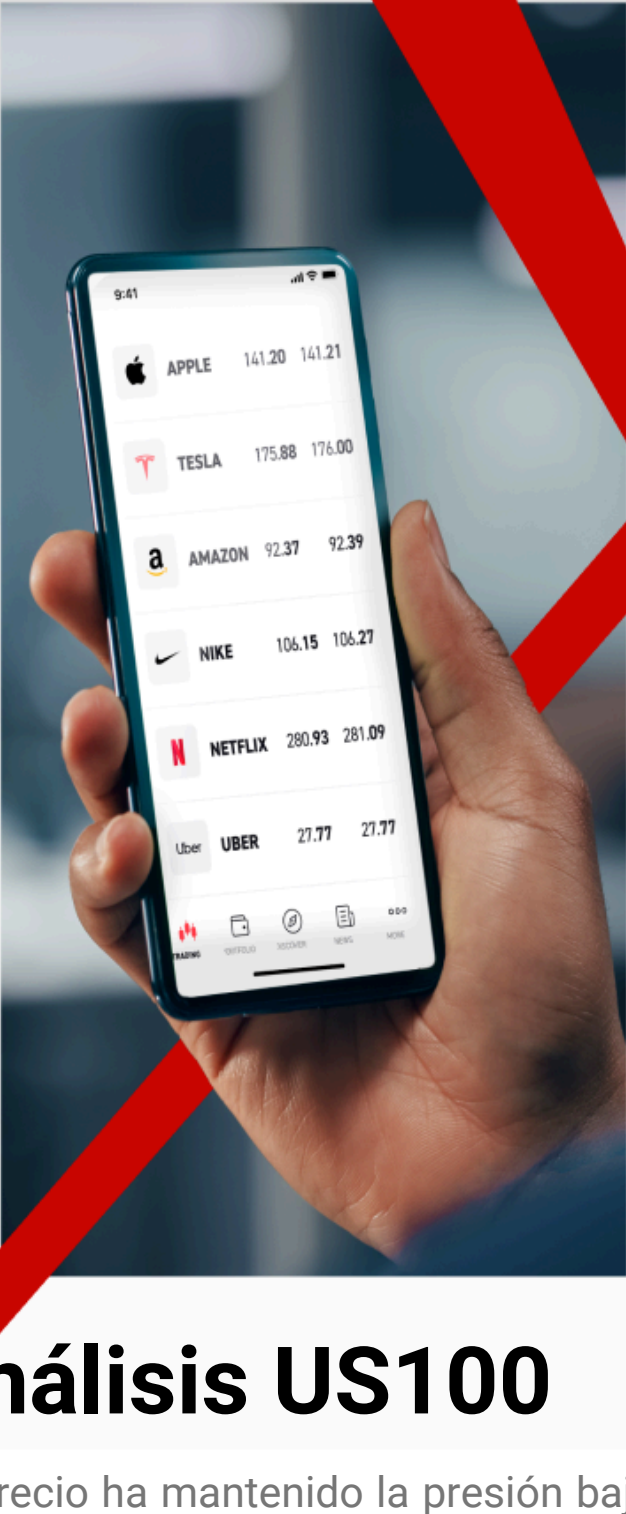 9:41
APPLE 141.20 141.21
TESLA 175.88 176.00
a AMAZON 92.37 92.39
NIKE 106.15 106.27
N NETFLIX 280.93 281.09
Uber UBER 27.77 27.77
TRADING PORTFOLIO DISCOVER NEWS MORE
nálisis US100
recio ha mantenido la presión baj